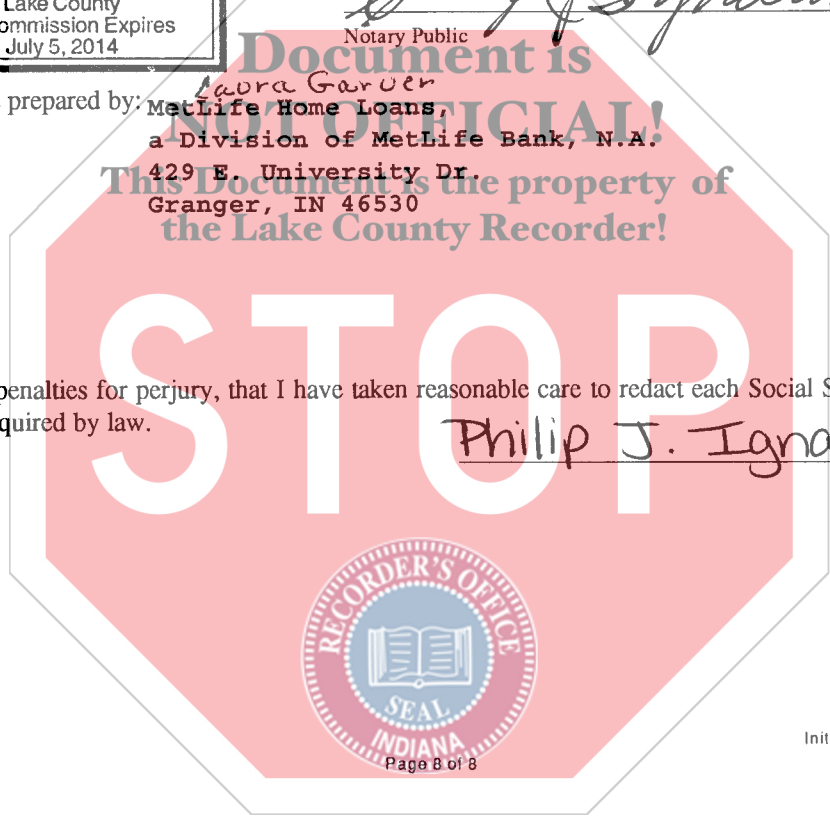 Lake County
ommission Expires
July 5, 2014
Notary Public
Document is
Laura Garver
prepared by: MetLife Home Loans,
NOT OFFICIAL!
a Division of MetLife Bank, N.A.
This Document is the property of
429 E. University Dr.
Granger, IN 46530
the Lake County Recorder!
STOP
penalties for perjury, that I have taken reasonable care to redact each Social S
quired by law.
Philip J. Igna
RECORDER'S OFFICE
SEAL
INDIANA
Init
Page 8 of 8